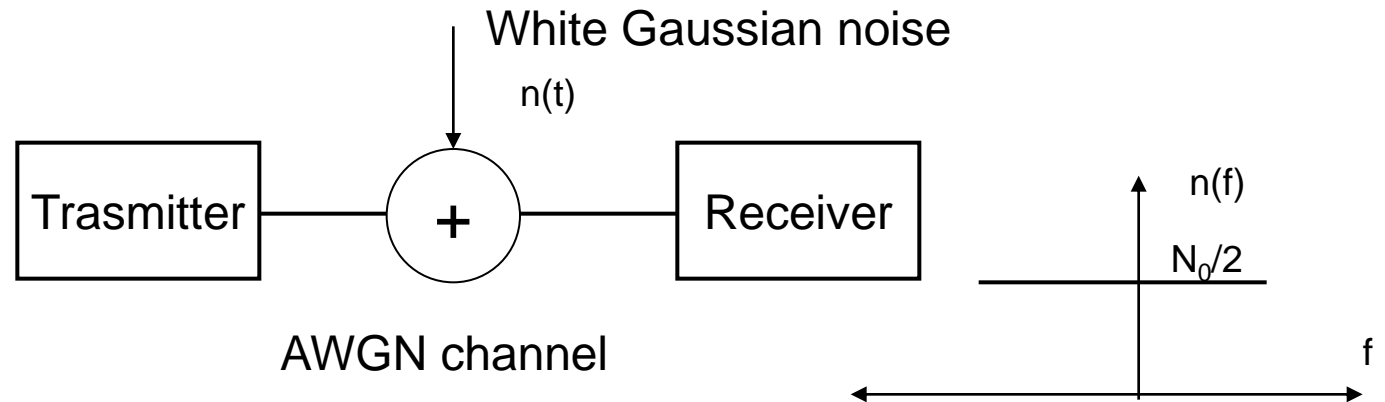 White Gaussian noise
n(t)
Trasmitter
+
Receiver
n(f)
N₀/2
AWGN channel
f